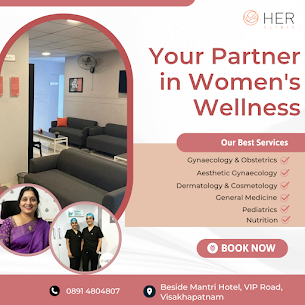 HER
CLINIC
Your Partner
in Women's
Wellness
Our Best Services
Gynaecology & Obstetrics
Aesthetic Gynaecology
Dermatology & Cosmetology
General Medicine
Pediatrics
Nutrition
BOOK NOW
0891 4804807
Beside Mantri Hotel, VIP Road,
Visakhapatnam